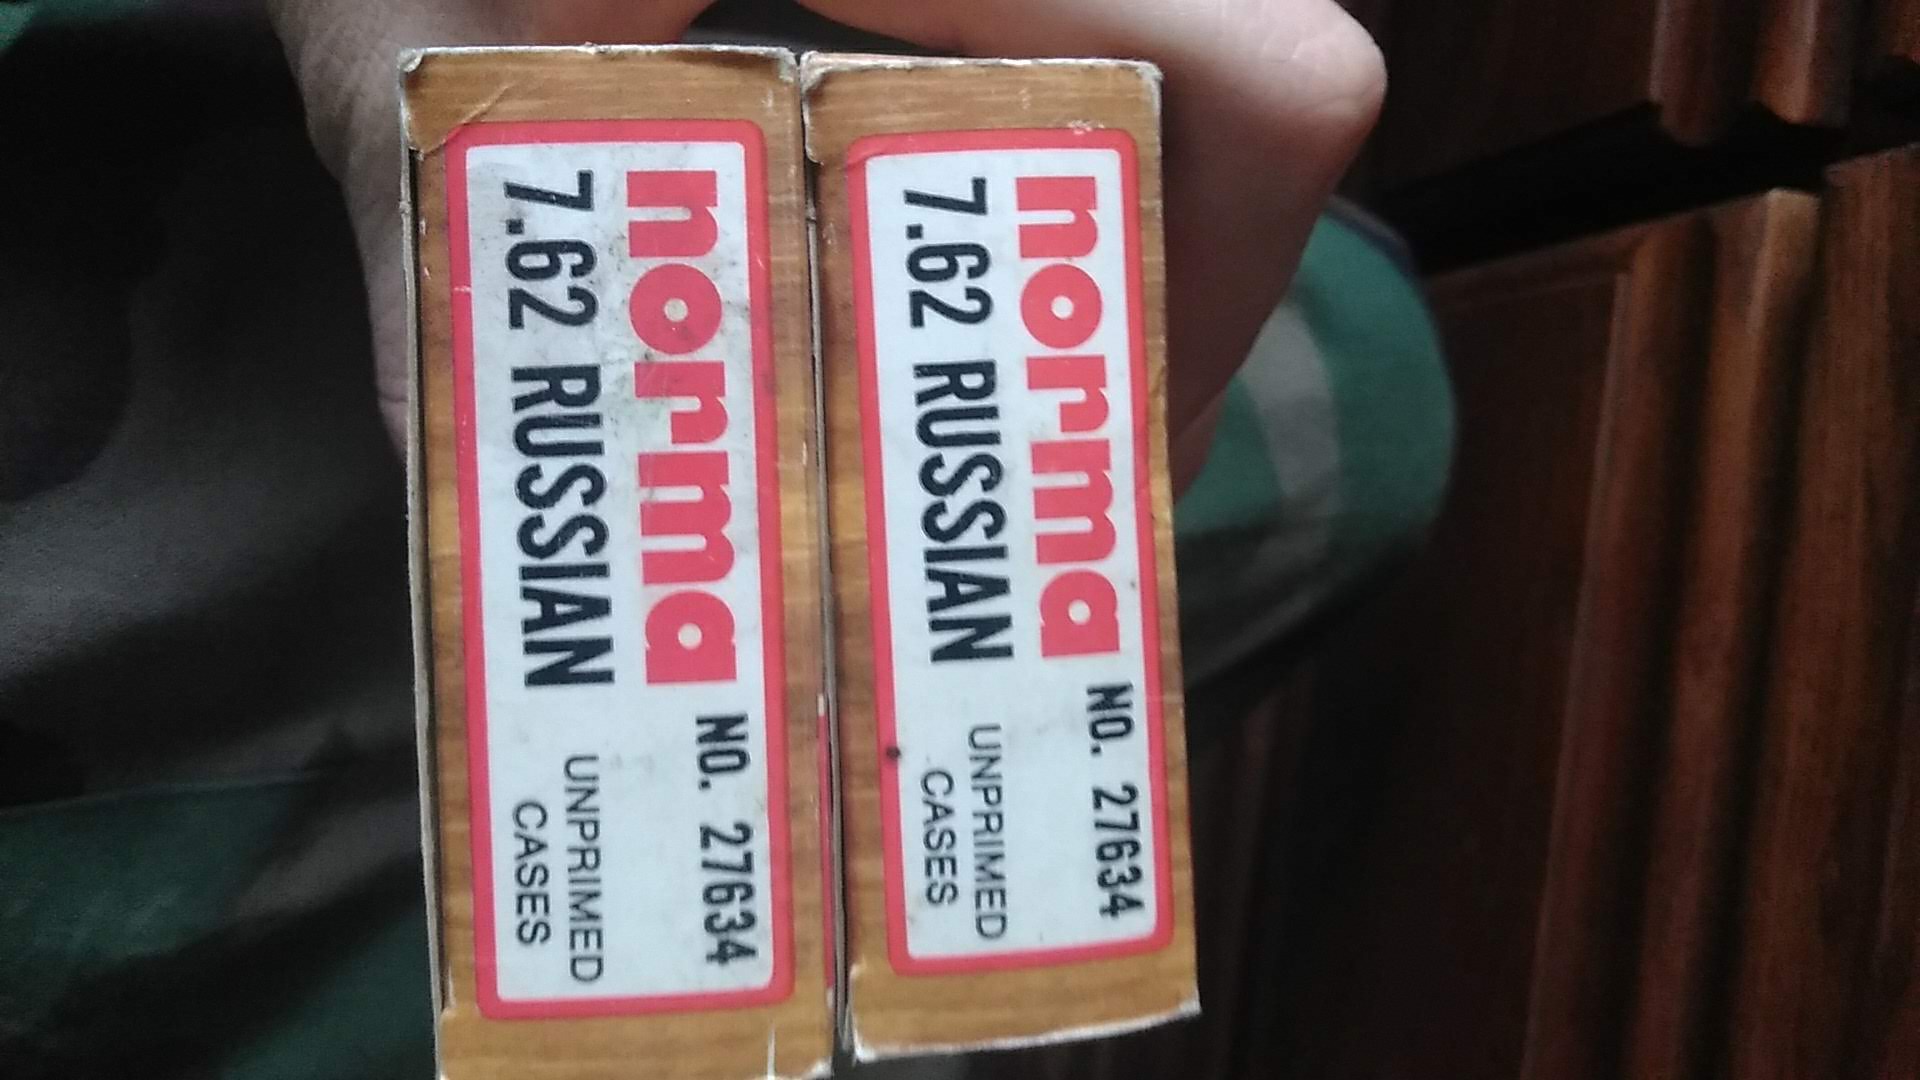 norma
NO. 27634
7.62 RUSSIAN
UNPRIMED
CASES
norma
NO. 27634
7.62 RUSSIAN
UNPRIMED
CASES